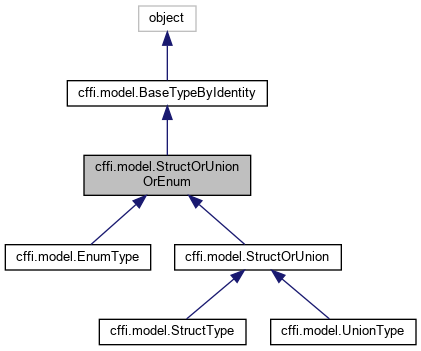 object
cffi.model.BaseTypeByIdentity
cffi.model.StructOrUnion
OrEnum
cffi.model.EnumType
cffi.model.StructOrUnion
cffi.model.StructType
cffi.model.UnionType